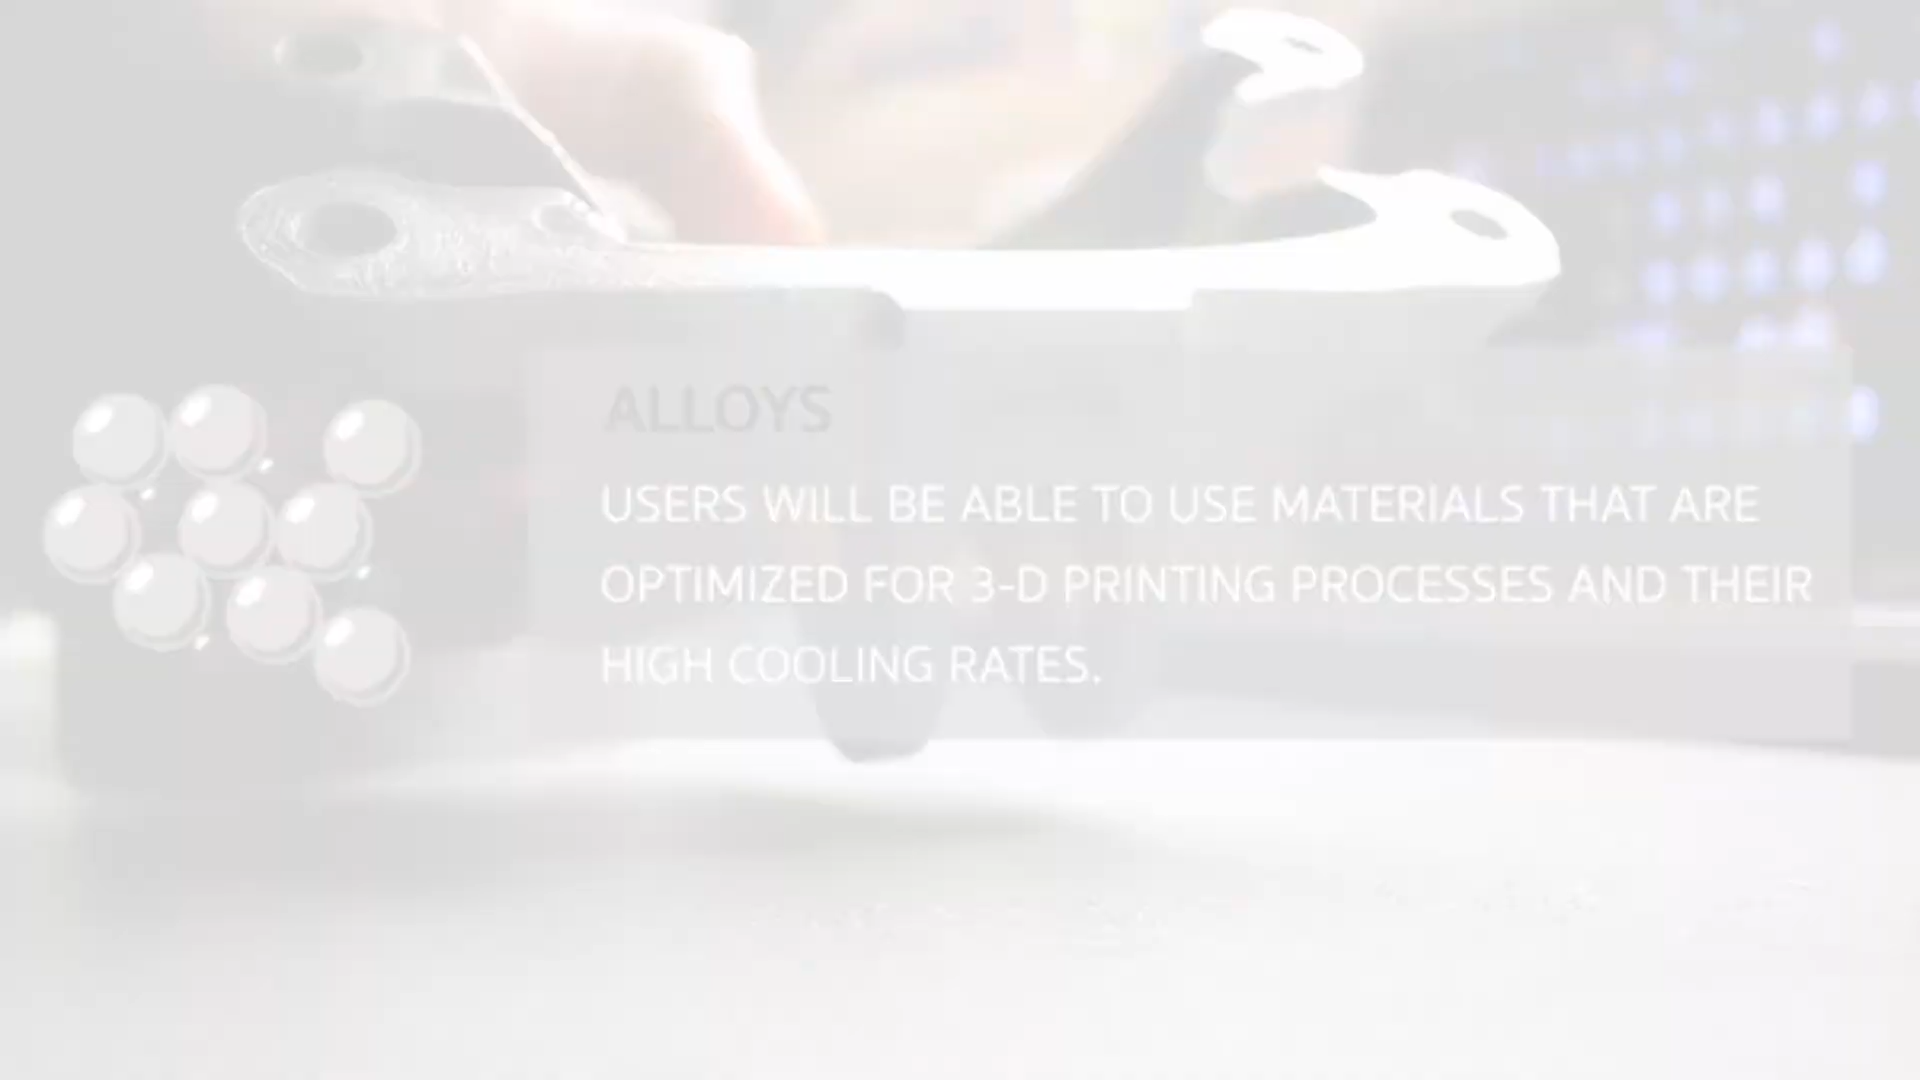 ALLOYS
USERS WILL BE ABLE TO USE MATERIALS THAT ARE
OPTIMIZED FOR 3-D PRINTING PROCESSES AND THEIR
HIGH COOLING RATES.